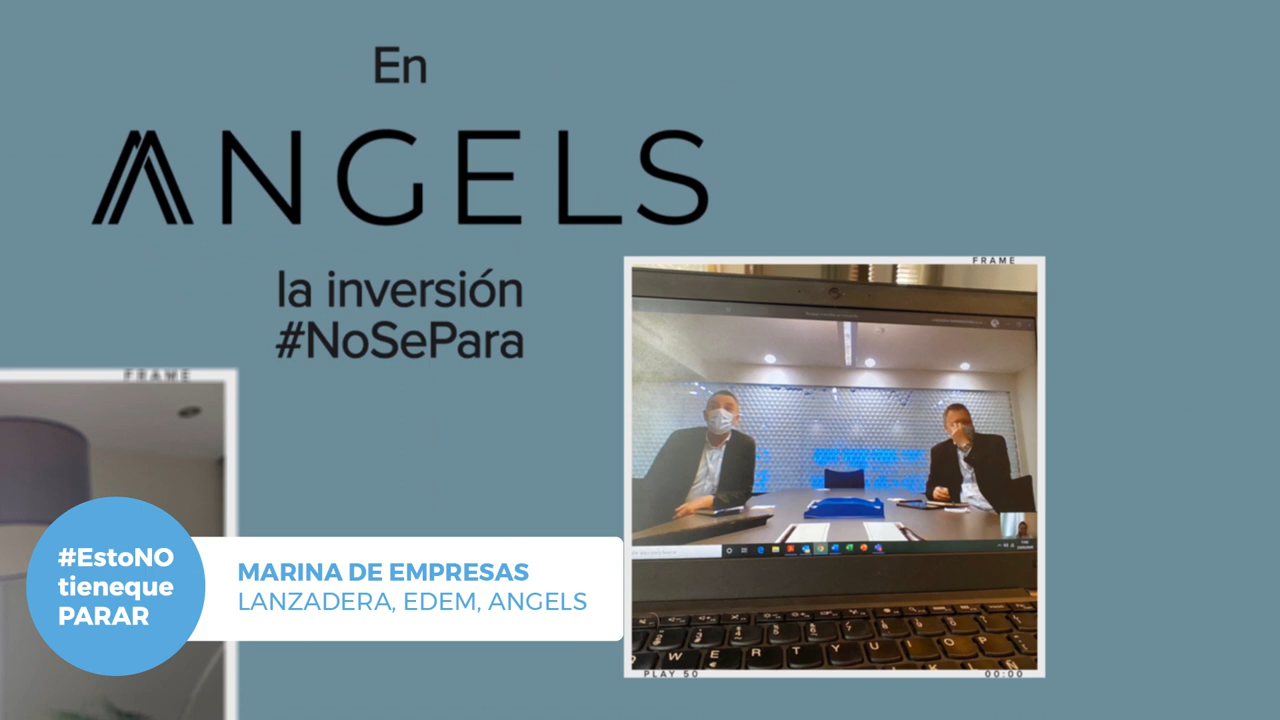 En
ANGELS
la inversión
#NoSePara
FRAME
FRAME
#EstoNO
tieneque
PARAR
MARINA DE EMPRESAS
LANZADERA, EDEM, ANGELS
W E R T Y U O P
K L
PLAY 50
00:00